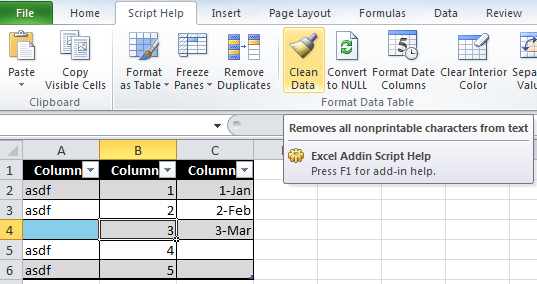 File Home Script Help Insert Page Layout Formulas Data
Paste Copy Visible Cells Format as Table Freeze Panes Remove Duplicates Clean Data Convert to NULL Format Date Columns Clear Interior Color
Clipboard Format Data Table
Removes all nonprintable characters from text
Excel Addin Script Help
Press F1 for add-in help.
A B C
1 Column Column Column
2 asdf 1 1-Jan
3 asdf 2 2-Feb
4 3 3-Mar
5 asdf 4
6 asdf 5